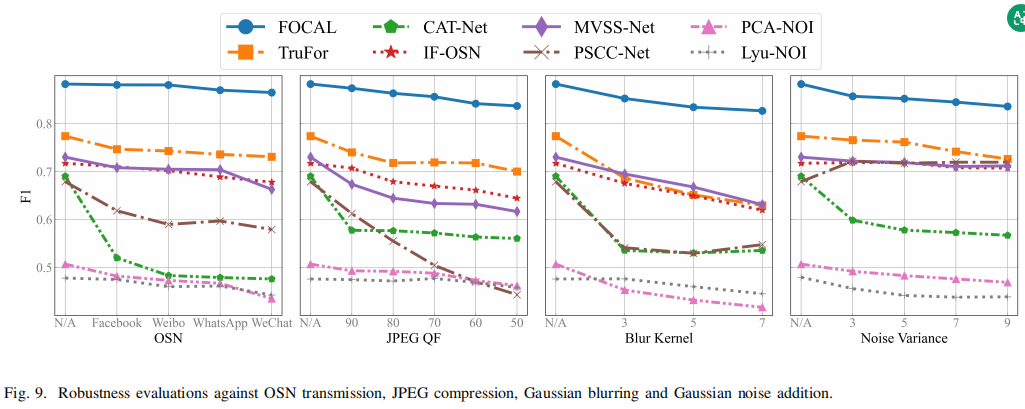 FOCAL CAT-Net MVSS-Net PCA-NOI
TruFor IF-OSN PSCC-Net Lyu-NOI
F1
0.8
0.7
0.6
0.5
N/A Facebook Weibo WhatsApp WeChat
OSN
N/A 90 80 70 60 50
JPEG QF
N/A 3 5 7
Blur Kernel
N/A 3 5 7 9
Noise Variance
Fig. 9. Robustness evaluations against OSN transmission, JPEG compression, Gaussian blurring and Gaussian noise addition.